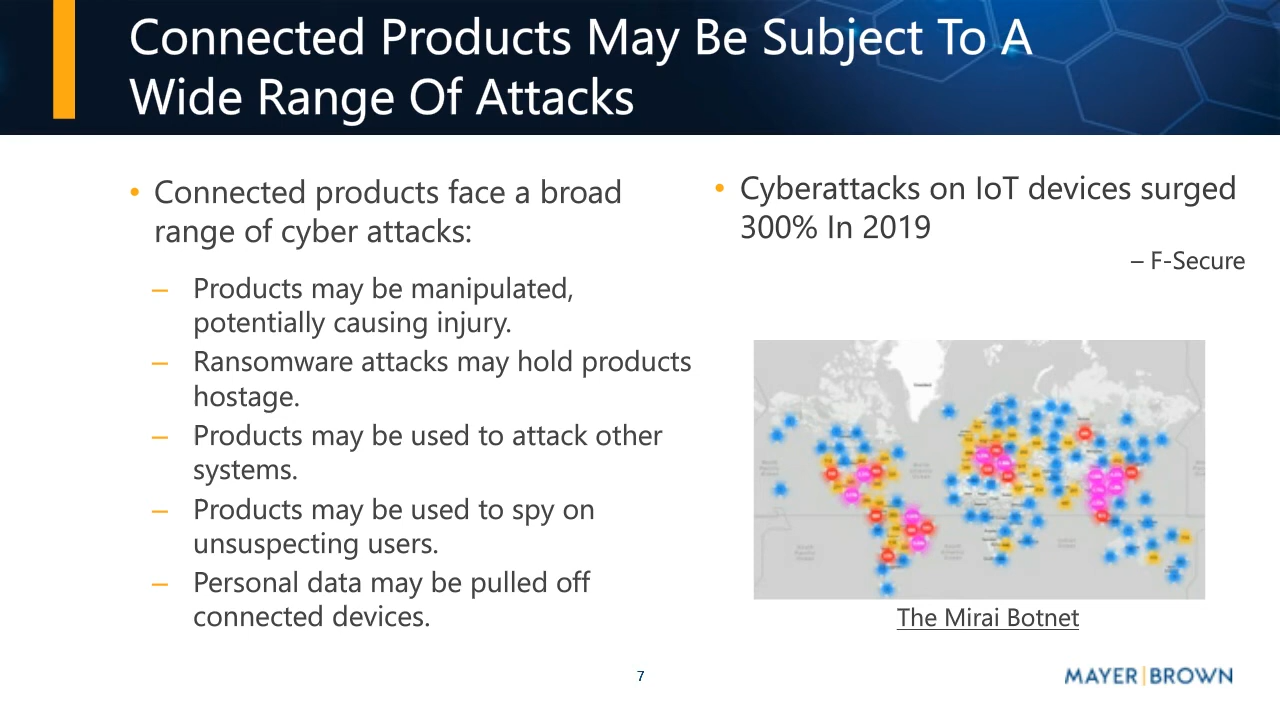 Connected Products May Be Subject To A
Wide Range Of Attacks
• Connected products face a broad
range of cyber attacks:
– Products may be manipulated,
potentially causing injury.
– Ransomware attacks may hold products
hostage.
– Products may be used to attack other
systems.
– Products may be used to spy on
unsuspecting users.
– Personal data may be pulled off
connected devices.
• Cyberattacks on IoT devices surged
300% In 2019
– F-Secure
The Mirai Botnet
7
MAYER|BROWN